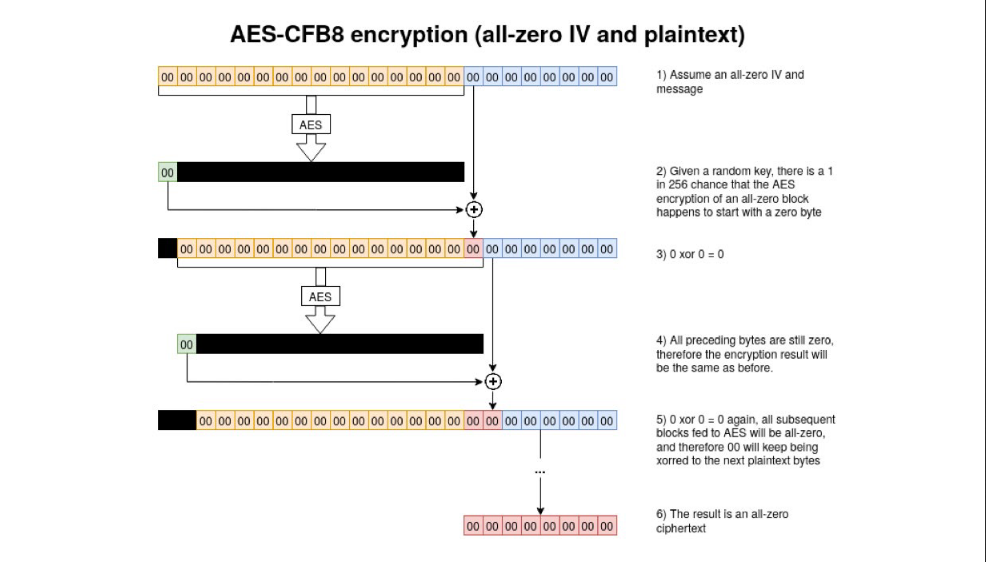 AES-CFB8 encryption (all-zero IV and plaintext)
00 00 00 00 00 00 00 00 00 00 00 00 00 00 00 00 00 00 00 00 00 00 00 00
1) Assume an all-zero IV and
message
AES
00
2) Given a random key, there is a 1
in 256 chance that the AES
encryption of an all-zero block
happens to start with a zero byte
00 00 00 00 00 00 00 00 00 00 00 00 00 00 00 00 00 00 00 00 00 00 00
3) 0 xor 0 = 0
AES
00
4) All preceding bytes are still zero,
therefore the encryption result will
be the same as before.
00 00 00 00 00 00 00 00 00 00 00 00 00 00 00 00 00 00 00 00 00 00
5) 0 xor 0 = 0 again, all subsequent
blocks fed to AES will be all-zero,
and therefore 00 will keep being
xorred to the next plaintext bytes
...
00 00 00 00 00 00 00 00
6) The result is an all-zero
ciphertext